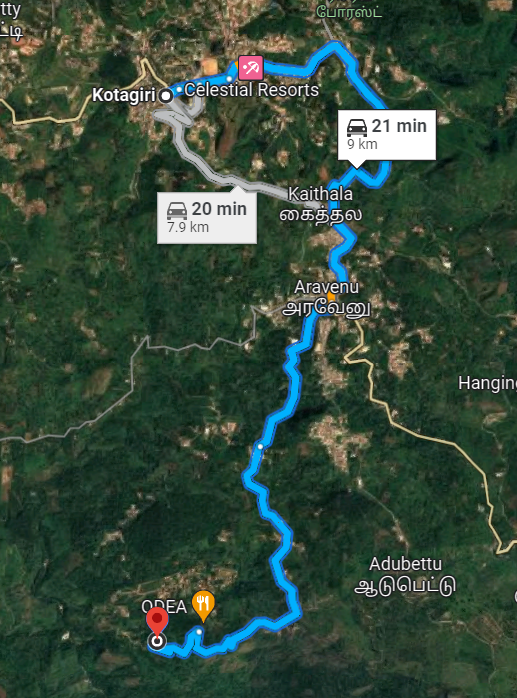 போரஸ்ட்
Kotagiri
Celestial Resorts
21 min
9 km
Kaithala
கைத்தல
20 min
7.9 km
Aravenu
அரவேனு
Adubettu
ஆடுபெட்டு